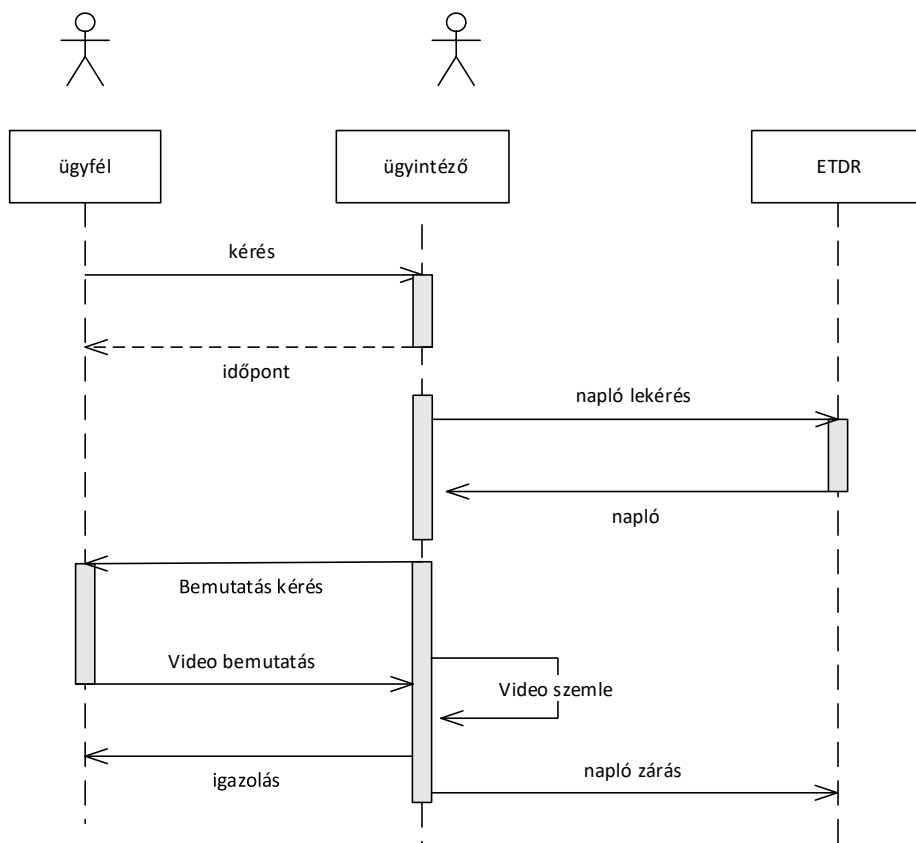 ügyfél
ügyintéző
ETDR
kérés
időpont
napló lekérés
napló
Bemutatás kérés
Video bemutatás
Video szemle
igazolás
napló zárás